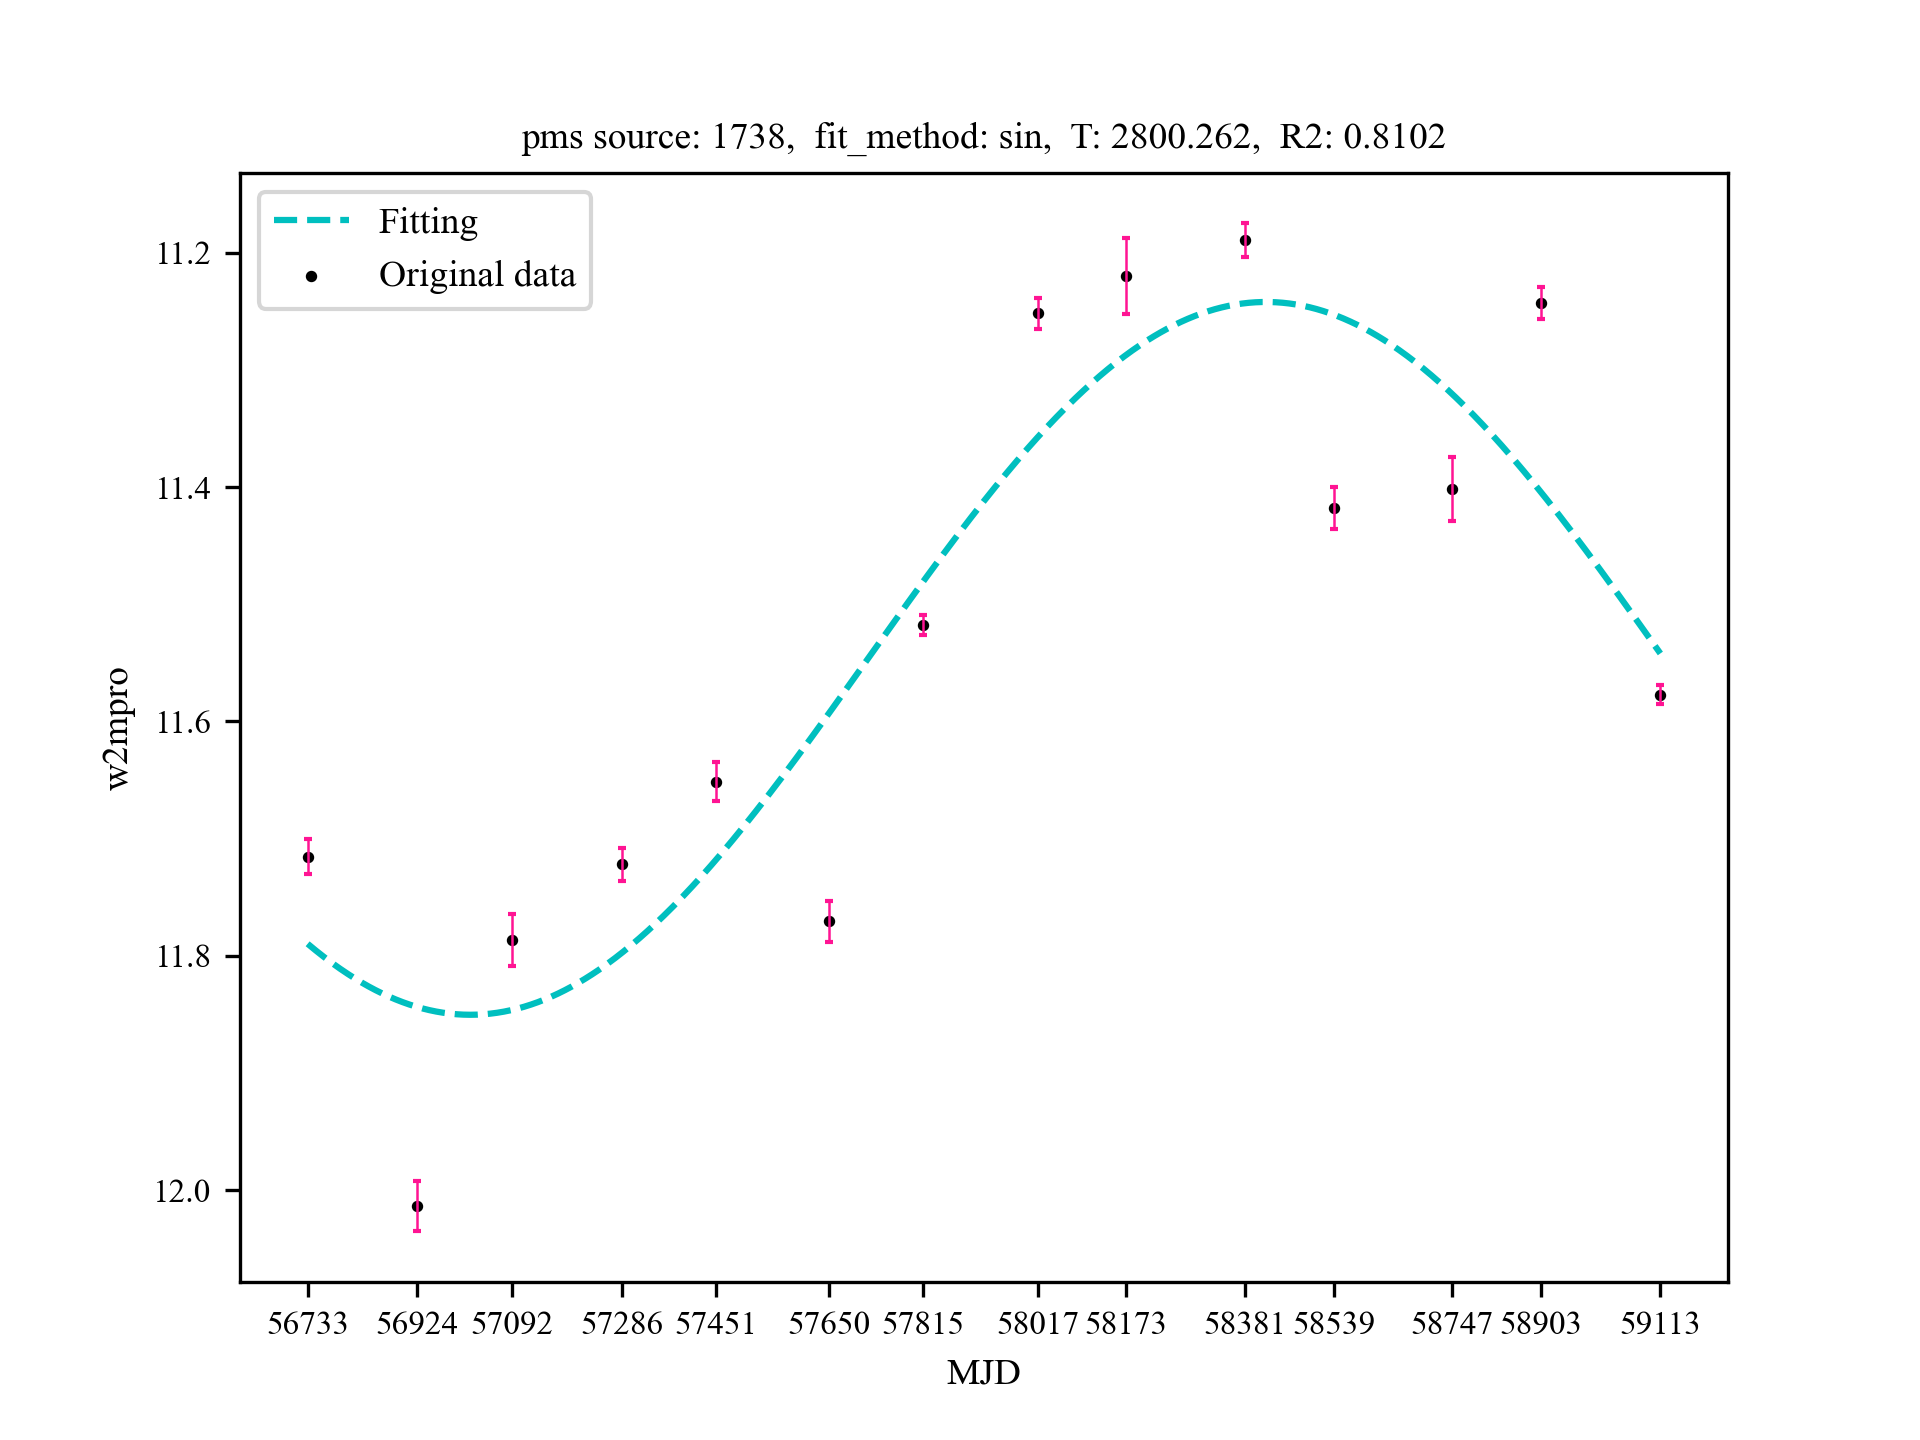 pms source: 1738,  fit_method: sin,  T: 2800.262,  R2: 0.8102
Fitting
Original data
11.2
11.4
11.6
11.8
12.0
w2mpro
56733 56924 57092 57286 57451 57650 57815 58017 58173 58381 58539 58747 58903 59113
MJD